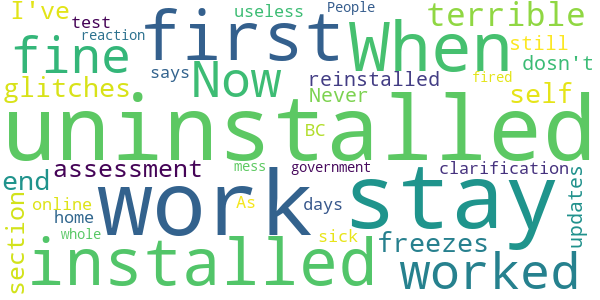 I've test reaction first useless People When terrible
fine says Now reinstalled still dosn't
glitches Never fired self
uninstalled
BC
end assessment mess government clarification
section online home work As days stay updates
whole sick freezes
installed worked